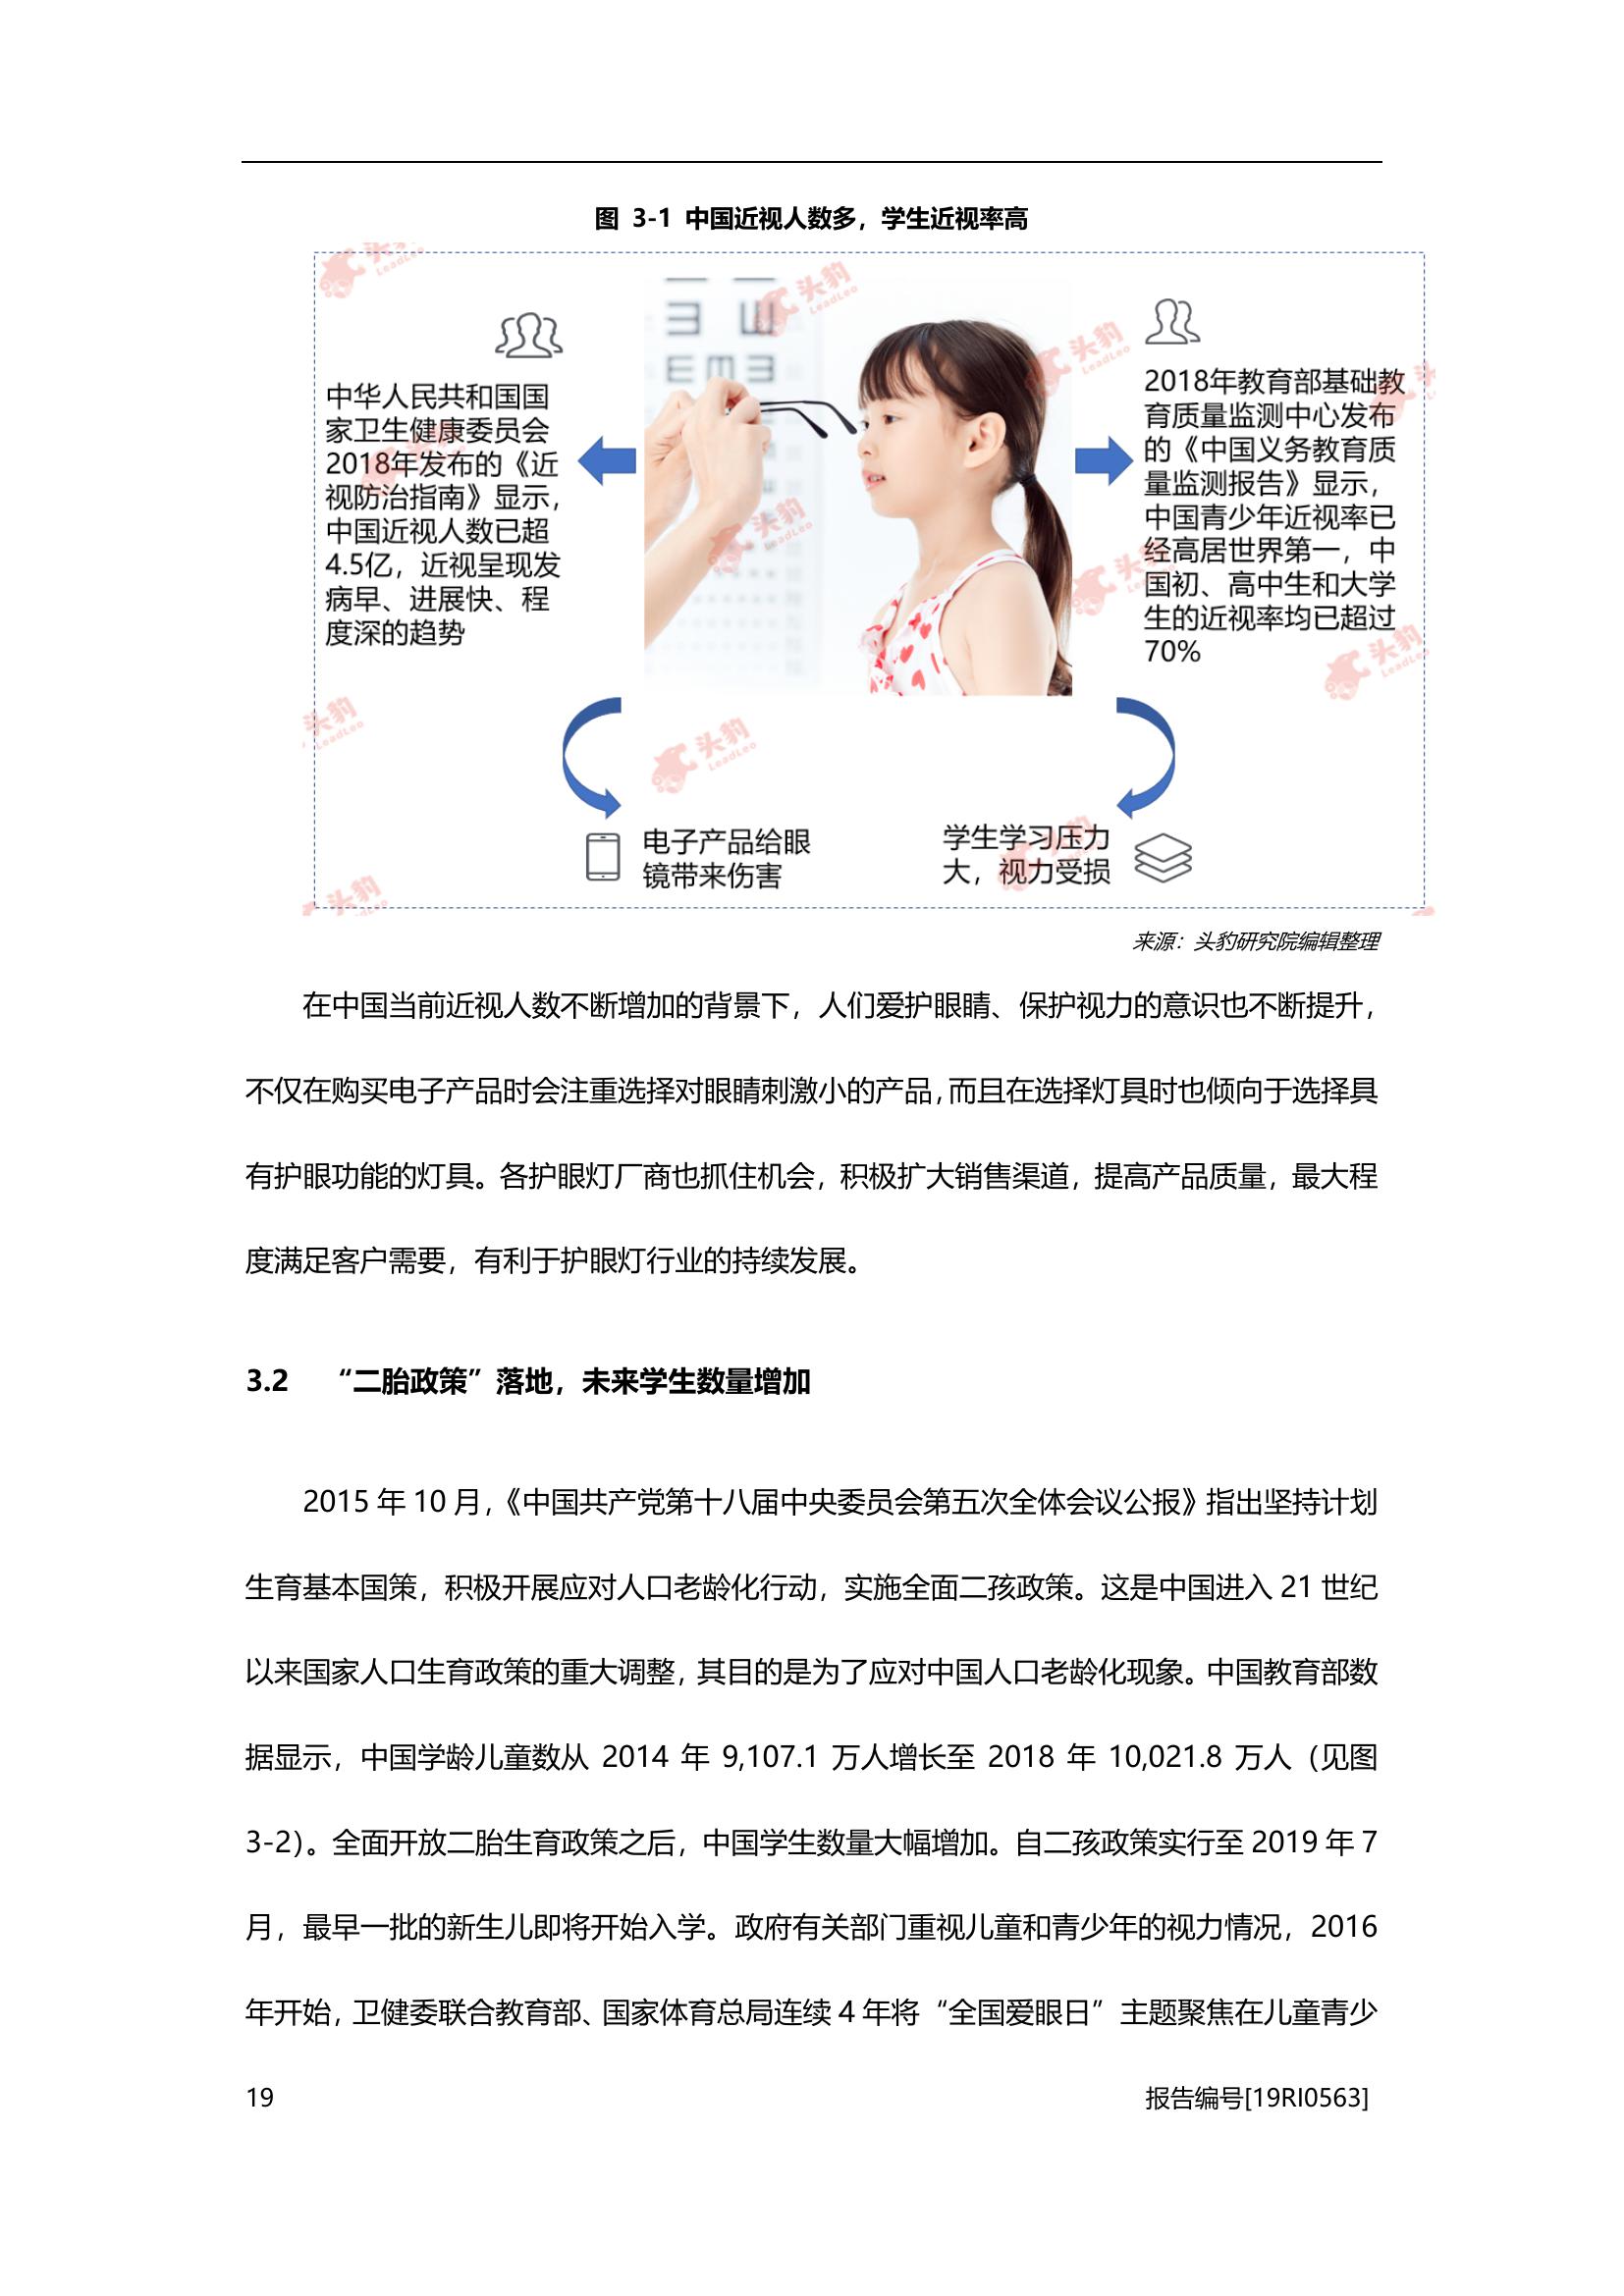 图 3-1 中国近视人数多，学生近视率高
中华人民共和国国
家卫生健康委员会
2018年发布的《近
视防治指南》显示，
中国近视人数已超
4.5亿，近视呈现发
病早、进展快、程
度深的趋势
2018年教育部基础教
育质量监测中心发布
的《中国义务教育质
量监测报告》显示，
中国青少年近视率已
经高居世界第一，中
国初、高中生和大学
生的近视率均已超过
70%
电子产品给眼
镜带来伤害
学生学习压力
大，视力受损
头豹
LeadLeo
来源：头豹研究院编辑整理
在中国当前近视人数不断增加的背景下，人们爱护眼睛、保护视力的意识也不断提升，
不仅在购买电子产品时会注重选择对眼睛刺激小的产品，而且在选择灯具时也倾向于选择具
有护眼功能的灯具。各护眼灯厂商也抓住机会，积极扩大销售渠道，提高产品质量，最大程
度满足客户需要，有利于护眼灯行业的持续发展。
3.2 “二胎政策”落地，未来学生数量增加
2015 年 10 月，《中国共产党第十八届中央委员会第五次全体会议公报》指出坚持计划
生育基本国策，积极开展应对人口老龄化行动，实施全面二孩政策。这是中国进入 21 世纪
以来国家人口生育政策的重大调整，其目的是为了应对中国人口老龄化现象。中国教育部数
据显示，中国学龄儿童数从 2014 年 9,107.1 万人增长至 2018 年 10,021.8 万人（见图
3-2）。全面开放二胎生育政策之后，中国学生数量大幅增加。自二孩政策实行至 2019 年 7
月，最早一批的新生儿即将开始入学。政府有关部门重视儿童和青少年的视力情况，2016
年开始，卫健委联合教育部、国家体育总局连续 4 年将“全国爱眼日”主题聚焦在儿童青少
19 报告编号[19RI0563]